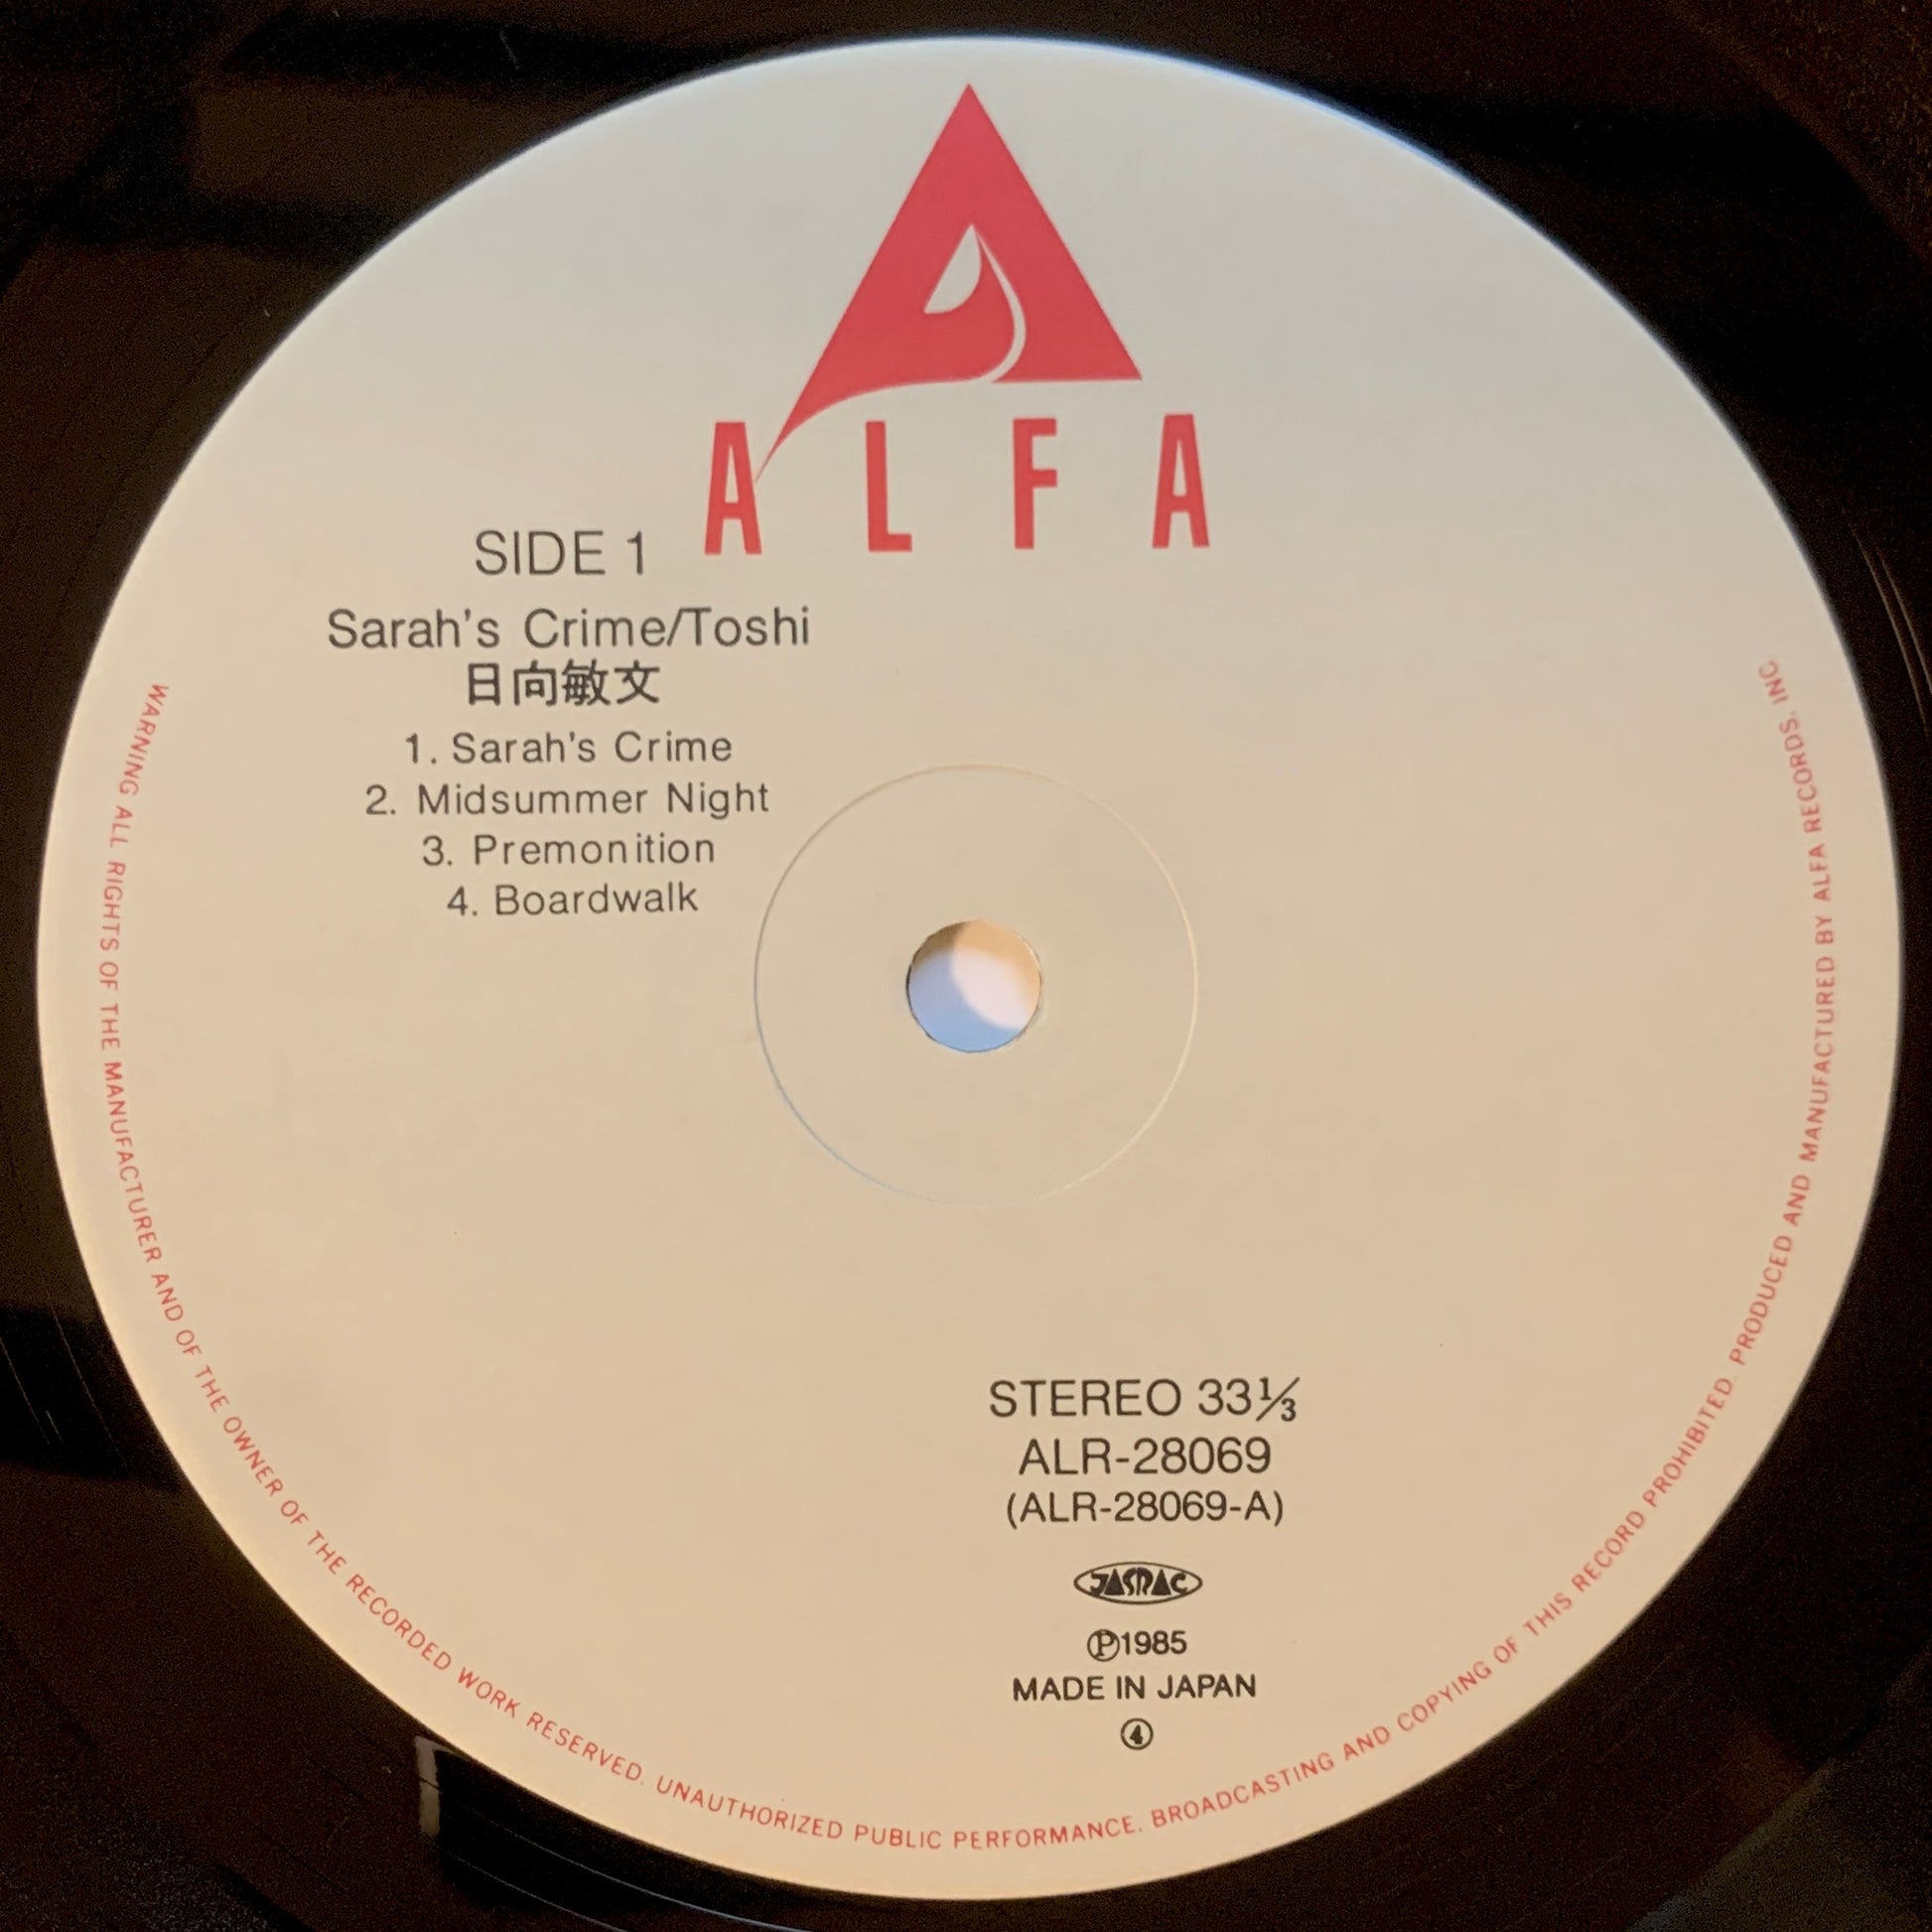 ALFA
SIDE 1
Sarah's Crime/Toshi
日向敏文
1. Sarah's Crime
2. Midsummer Night
3. Premonition
4. Boardwalk
STEREO 33⅓
ALR-28069
(ALR-28069-A)
JASRAC
Ⓟ1985
MADE IN JAPAN
④
WARNING ALL RIGHTS OF THE MANUFACTURER AND OF THE OWNER OF THE RECORDED WORK RESERVED. UNAUTHORIZED PUBLIC PERFORMANCE. BROADCASTING AND COPYING OF THIS RECORD PROHIBITED. PRODUCED AND MANUFACTURED BY ALFA RECORDS, INC.